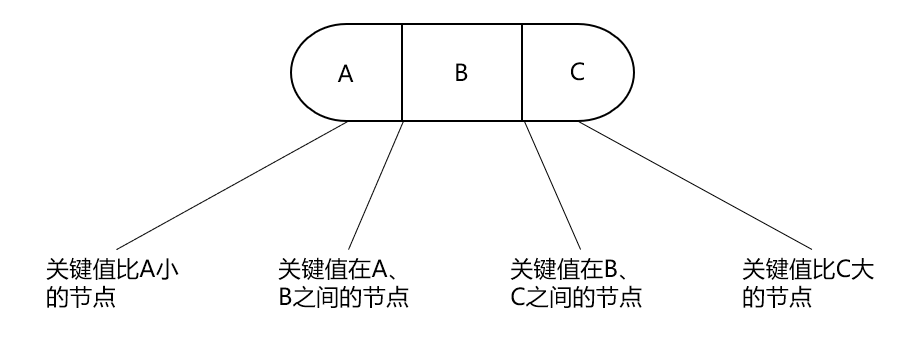 A
B
C
关键值比A小
的节点
关键值在A、
B之间的节点
关键值在B、
C之间的节点
关键值比C大
的节点